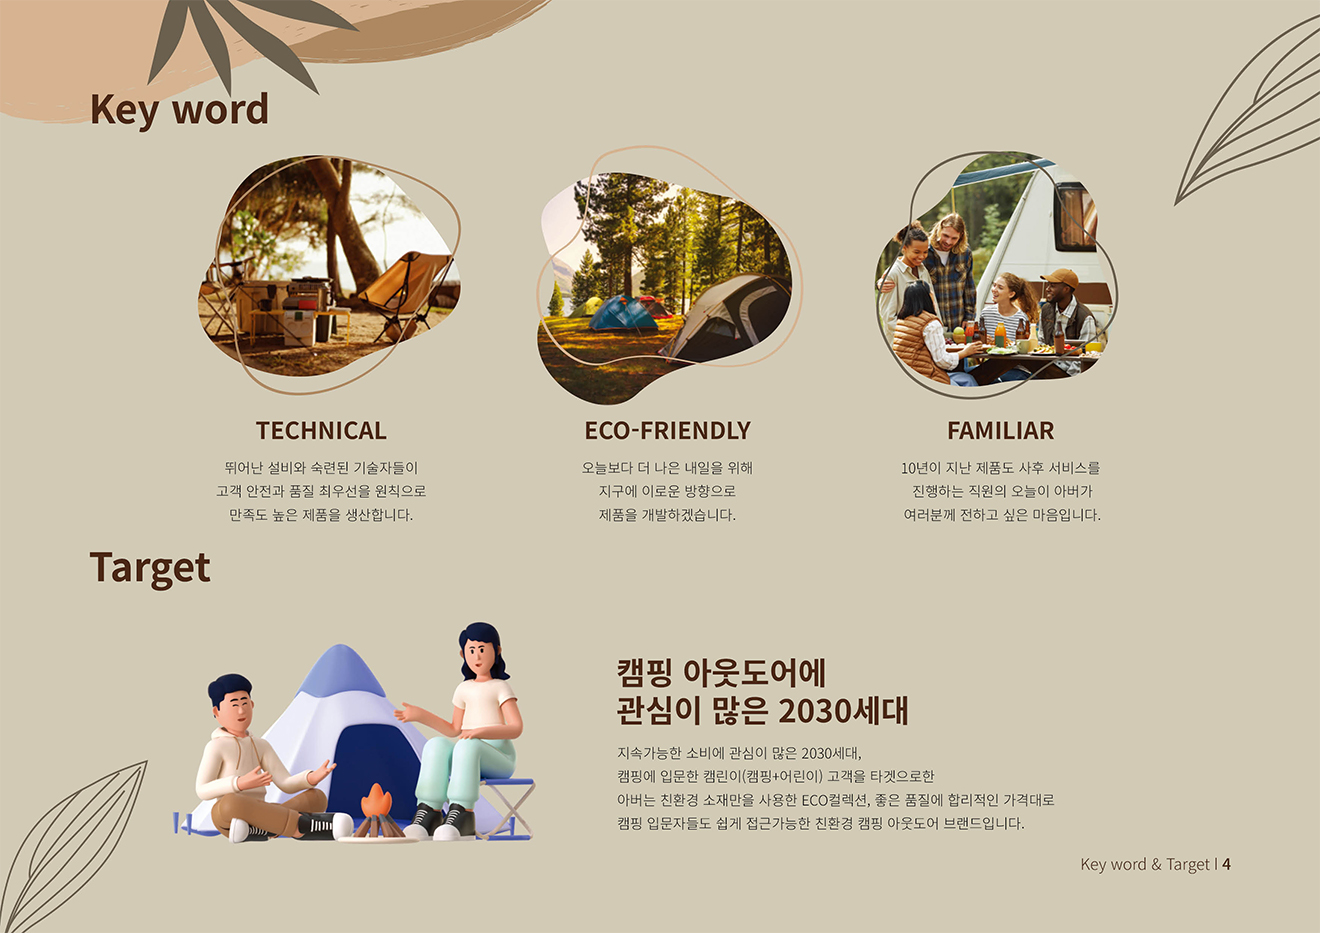 Key word
TECHNICAL
뛰어난 설비와 숙련된 기술자들이
고객 안전과 품질 최우선을 원칙으로
만족도 높은 제품을 생산합니다.
ECO-FRIENDLY
오늘보다 더 나은 내일을 위해
지구에 이로운 방향으로
제품을 개발하겠습니다.
FAMILIAR
10년이 지난 제품도 사후 서비스를
진행하는 직원의 오늘이 아버가
여러분께 전하고 싶은 마음입니다.
Target
캠핑 아웃도어에
관심이 많은 2030세대
지속가능한 소비에 관심이 많은 2030세대,
캠핑에 입문한 캠린이(캠핑+어린이) 고객을 타겟으로한
아버는 친환경 소재만을 사용한 ECO컬렉션, 좋은 품질에 합리적인 가격대로
캠핑 입문자들도 쉽게 접근가능한 친환경 캠핑 아웃도어 브랜드입니다.
Key word & Target l 4